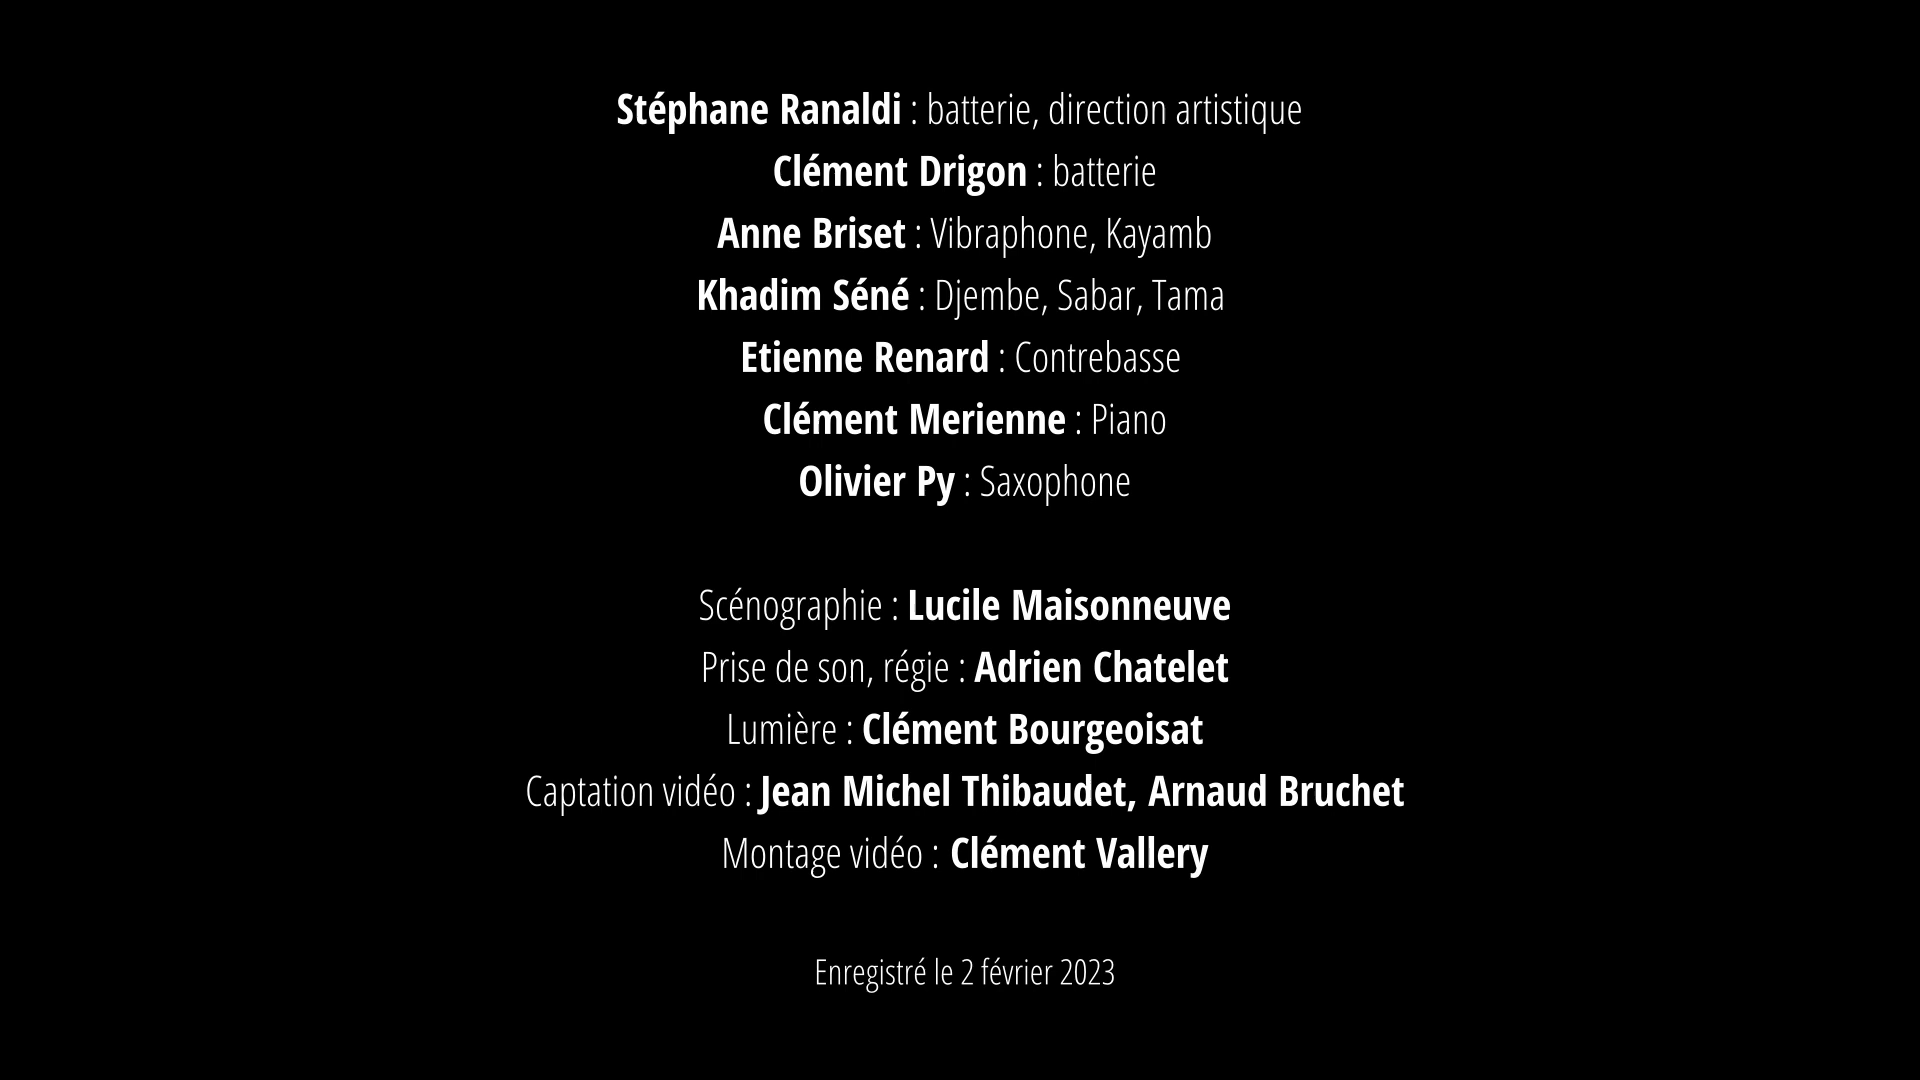 Stéphane Ranaldi : batterie, direction artistique
Clément Drigon : batterie
Anne Briset : Vibraphone, Kayamb
Khadim Séné : Djembe, Sabar, Tama
Etienne Renard : Contrebasse
Clément Merienne : Piano
Olivier Py : Saxophone
Scénographie : Lucile Maisonneuve
Prise de son, régie : Adrien Chatelet
Lumière : Clément Bourgeoisat
Captation vidéo : Jean Michel Thibaudet, Arnaud Bruchet
Montage vidéo : Clément Vallery
Enregistré le 2 février 2023